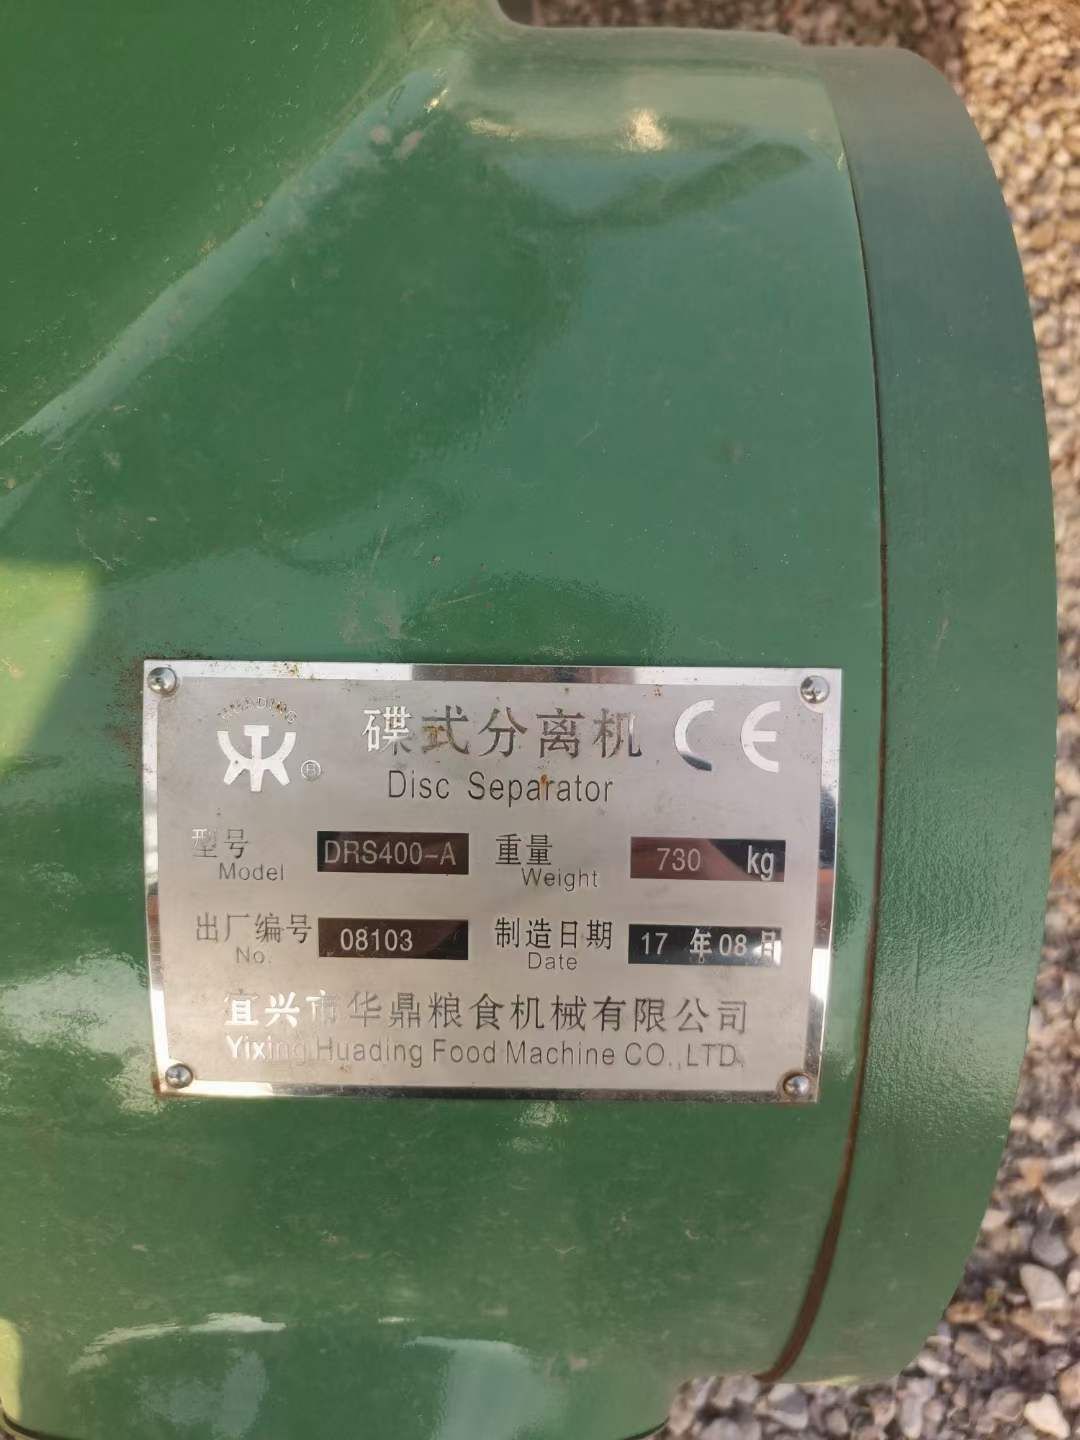 HUADING
碟式分离机 CE
®
Disc Separator
型号 DRS400-A 重量 730 kg
Model Weight
出厂编号 08103 制造日期 17 年 08 月
No. Date
宜兴市华鼎粮食机械有限公司
Yixing Huading Food Machine CO.,LTD.